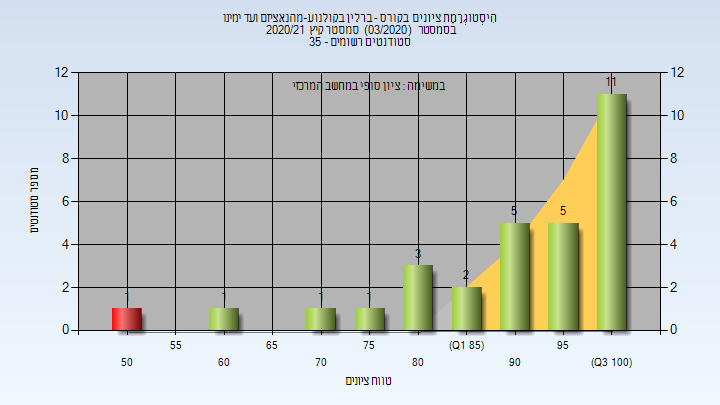 הִיסְטוֹגְרָמַת ציונים בקורס - ברלין בקולנוע-מהנאציזם ועד ימינו
בסמסטר (03/2020) סמסטר קיץ 2020/21
סטודנטים רשומים - 35
במשימה : ציון סופי במחשב המרכזי
מספר סטודנטים
12 12
10 10
8 8
6 6
4 4
2 2
0 0
1 1 1 1 3 2 5 5 11
55 65 75 (Q1 85) 95
50 60 70 80 90 (Q3 100)
טווח ציונים